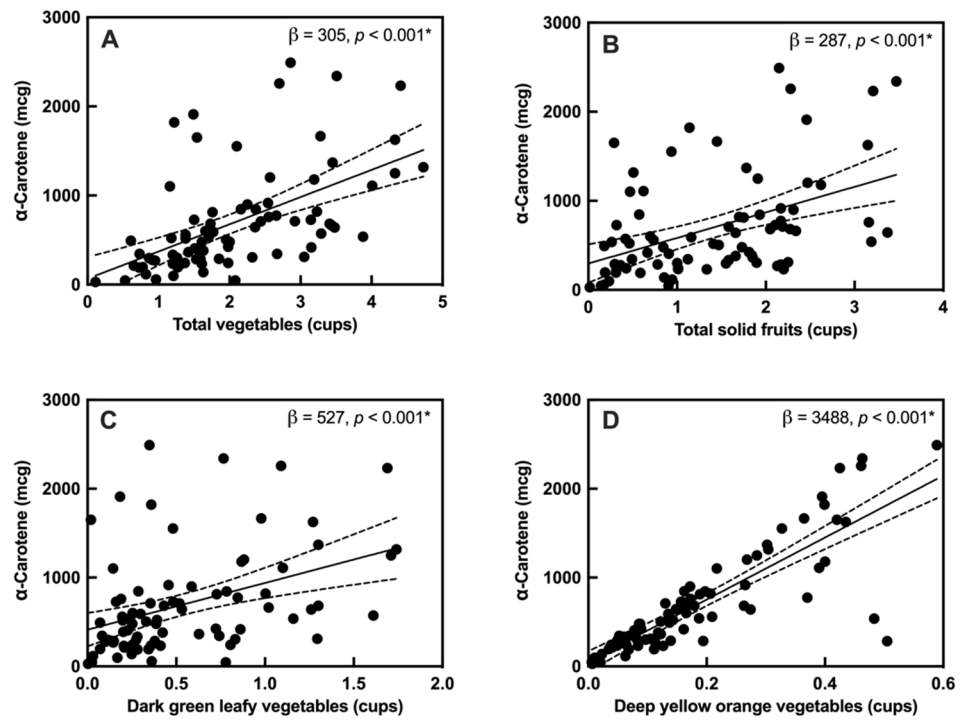 A
β = 305, p < 0.001*
3000
2000
1000
0
α-Carotene (mcg)
0 1 2 3 4 5
Total vegetables (cups)
B
β = 287, p < 0.001*
3000
2000
1000
0
α-Carotene (mcg)
0 1 2 3 4
Total solid fruits (cups)
C
β = 527, p < 0.001*
3000
2000
1000
0
α-Carotene (mcg)
0.0 0.5 1.0 1.5 2.0
Dark green leafy vegetables (cups)
D
β = 3488, p < 0.001*
3000
2000
1000
0
α-Carotene (mcg)
0.0 0.2 0.4 0.6
Deep yellow orange vegetables (cups)